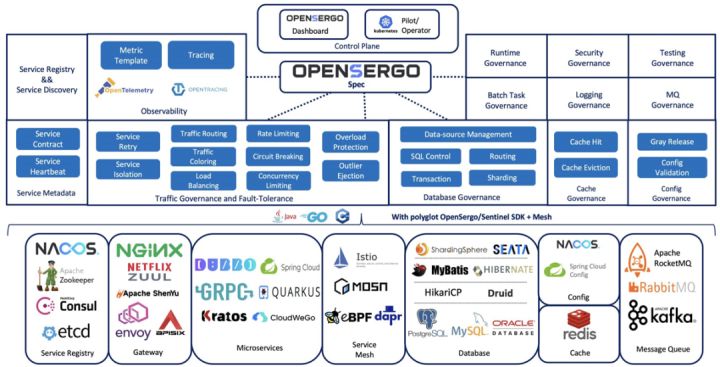 OPENSERGO
Dashboard
kubernetes
Pilot/
Operator
Control Plane
Service Registry
&&
Service Discovery
Metric
Template
Tracing
OpenTelemetry
OPENTRACING
Observability
OPENSERGO
Spec
Runtime
Governance
Security
Governance
Testing
Governance
Batch Task
Governance
Logging
Governance
MQ
Governance
Service
Contract
Service
Heartbeat
Service Metadata
Service
Retry
Service
Isolation
Traffic Routing
Traffic
Coloring
Load
Balancing
Rate Limiting
Circuit Breaking
Concurrency
Limiting
Overload
Protection
Outlier
Ejection
Traffic Governance and Fault-Tolerance
Data-source Management
SQL Control
Routing
Transaction
Sharding
Database Governance
Cache Hit
Cache Eviction
Cache
Governance
Gray Release
Config
Validation
Config
Governance
Java
GO
With polyglot OpenSergo/Sentinel SDK + Mesh
NACOS.
Apache
Zookeeper
HashiCorp
Consul
etcd
Service Registry
NGINX
NETFLIX
ZUUL
Apache ShenYu
envoy
APISIX
Gateway
DUBBO
Spring Cloud
GRPC
QUARKUS
Kratos
CloudWeGo
Microservices
Istio
MOSN
eBPF
dapr
Service
Mesh
ShardingSphere
SEATA
MyBatis
HIBERNATE
HikariCP
Druid
PostgreSQL
MySQL
ORACLE
DATABASE
Database
NACOS.
Spring Cloud
Config
Config
redis
Cache
Apache
RocketMQ
RabbitMQ
APACHE
kafka
Message Queue